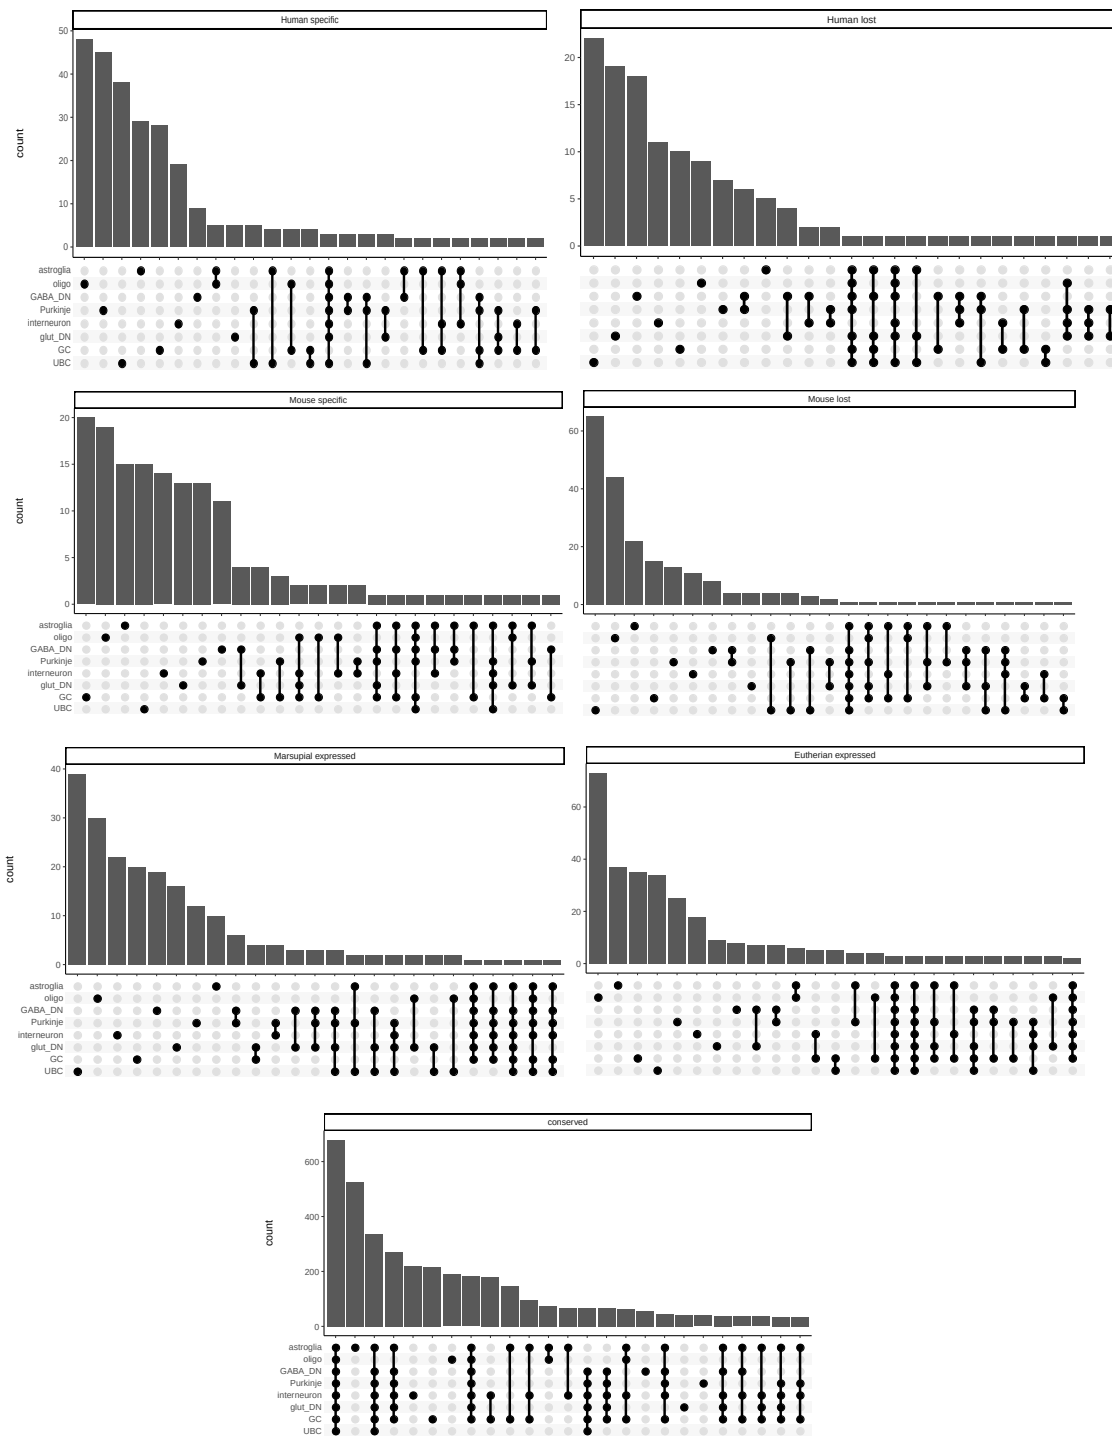 Human specific
Human lost
50
40
30
20
10
0
count
20
15
10
5
0
astroglia
oligo
GABA_DN
Purkinje
interneuron
glut_DN
GC
UBC
Mouse specific
Mouse lost
20
15
10
5
0
count
60
40
20
0
astroglia
oligo
GABA_DN
Purkinje
interneuron
glut_DN
GC
UBC
Marsupial expressed
Eutherian expressed
40
30
20
10
0
count
60
40
20
0
astroglia
oligo
GABA_DN
Purkinje
interneuron
glut_DN
GC
UBC
conserved
600
400
200
0
count
astroglia
oligo
GABA_DN
Purkinje
interneuron
glut_DN
GC
UBC